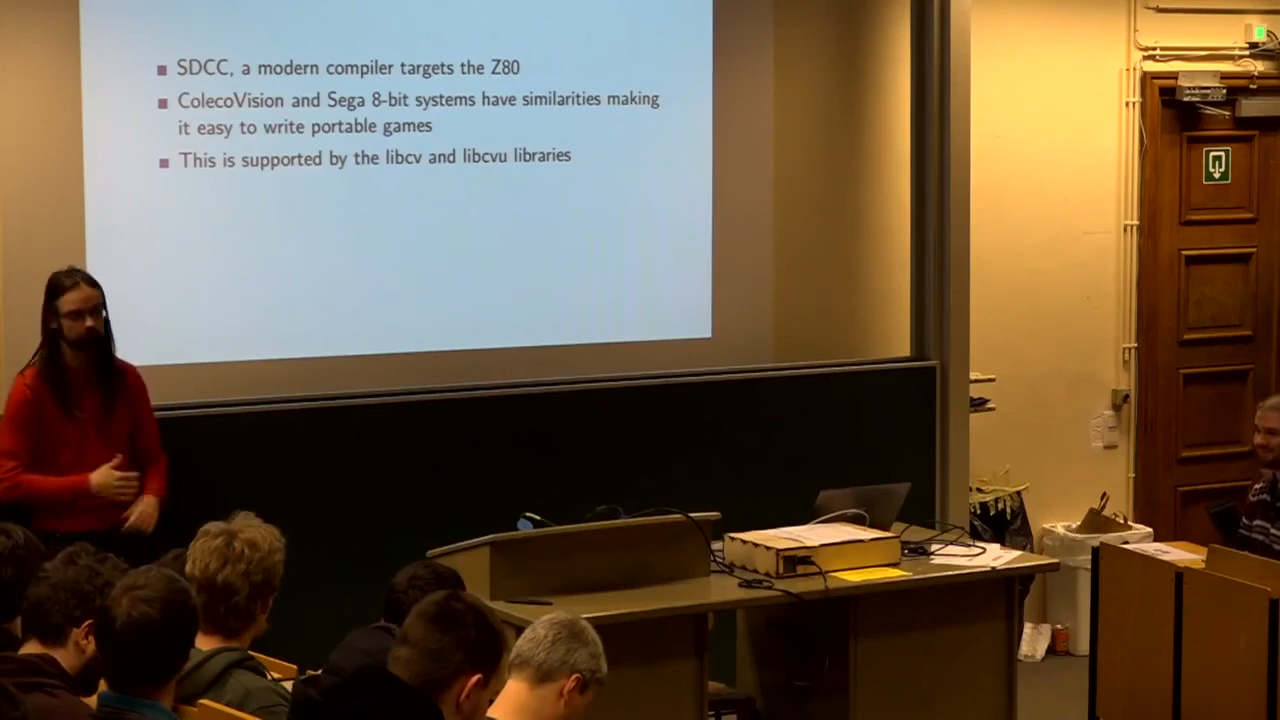 SDCC, a modern compiler targets the Z80
ColecoVision and Sega 8-bit systems have similarities making
it easy to write portable games
This is supported by the libcv and libcvu libraries